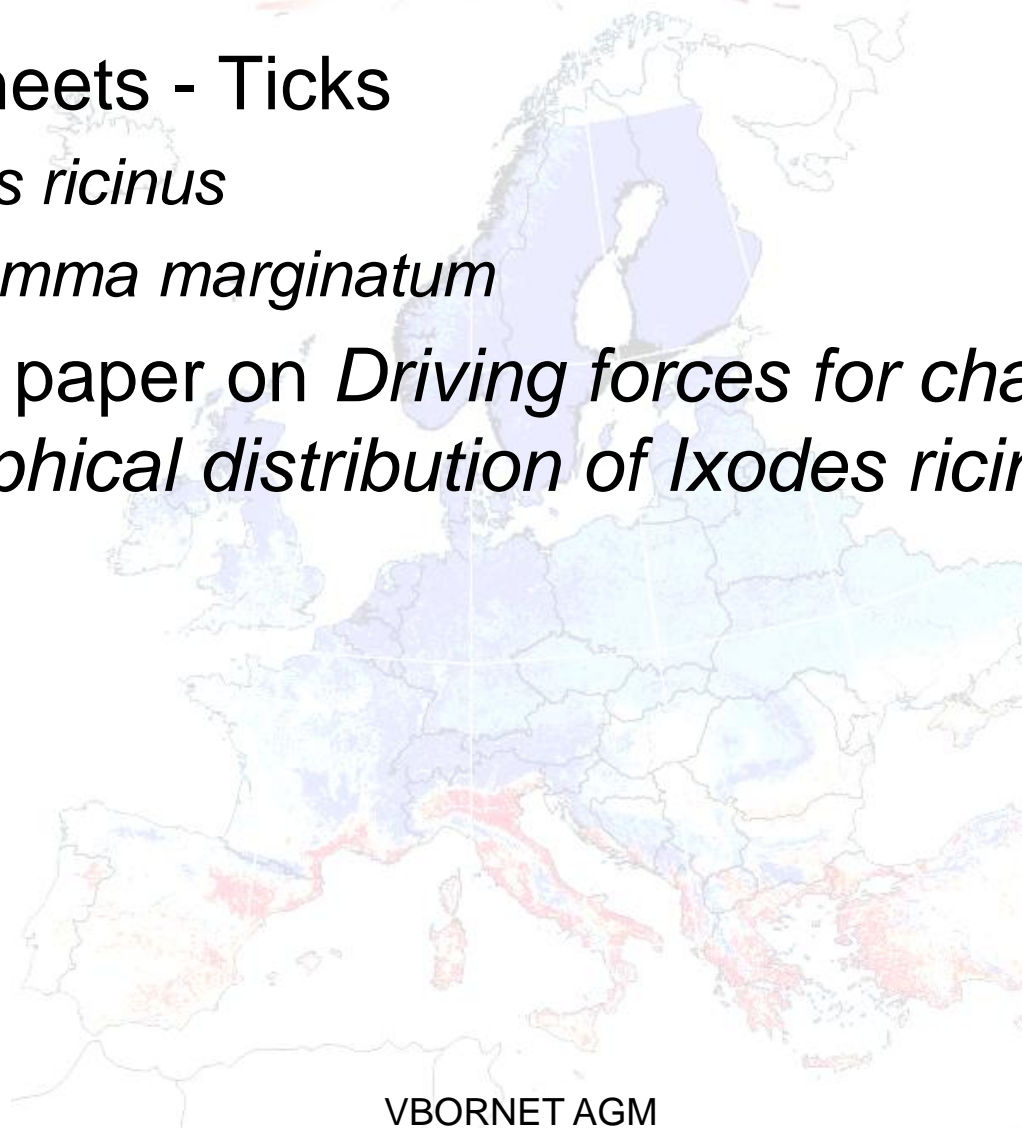 heets - Ticks
s ricinus
mma marginatum
paper on Driving forces for cha
phical distribution of Ixodes ricin
VBORNET AGM